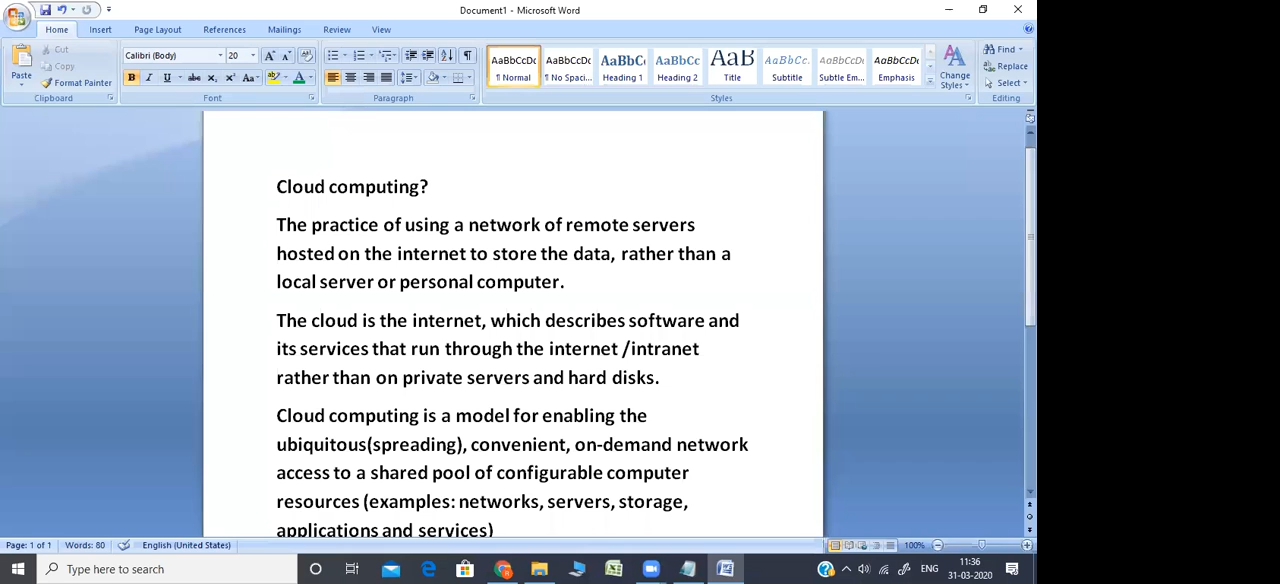 Document1 - Microsoft Word
Home Insert Page Layout References Mailings Review View
Cut
Copy
Format Painter
Paste
Clipboard
Calibri (Body) 20
Font
Paragraph
AaBbCcDc AaBbCcDc AaBbC AaBbCc AaB AaBbCc. AaBbCcDc AaBbCcDc
¶ Normal ¶ No Spaci... Heading 1 Heading 2 Title Subtitle Subtle Em... Emphasis
Change Styles
Styles
Find
Replace
Select
Editing
Cloud computing?
The practice of using a network of remote servers
hosted on the internet to store the data, rather than a
local server or personal computer.
The cloud is the internet, which describes software and
its services that run through the internet /intranet
rather than on private servers and hard disks.
Cloud computing is a model for enabling the
ubiquitous(spreading), convenient, on-demand network
access to a shared pool of configurable computer
resources (examples: networks, servers, storage,
applications and services)
Page: 1 of 1 Words: 80 English (United States) 100%
Type here to search
ENG
11:36
31-03-2020